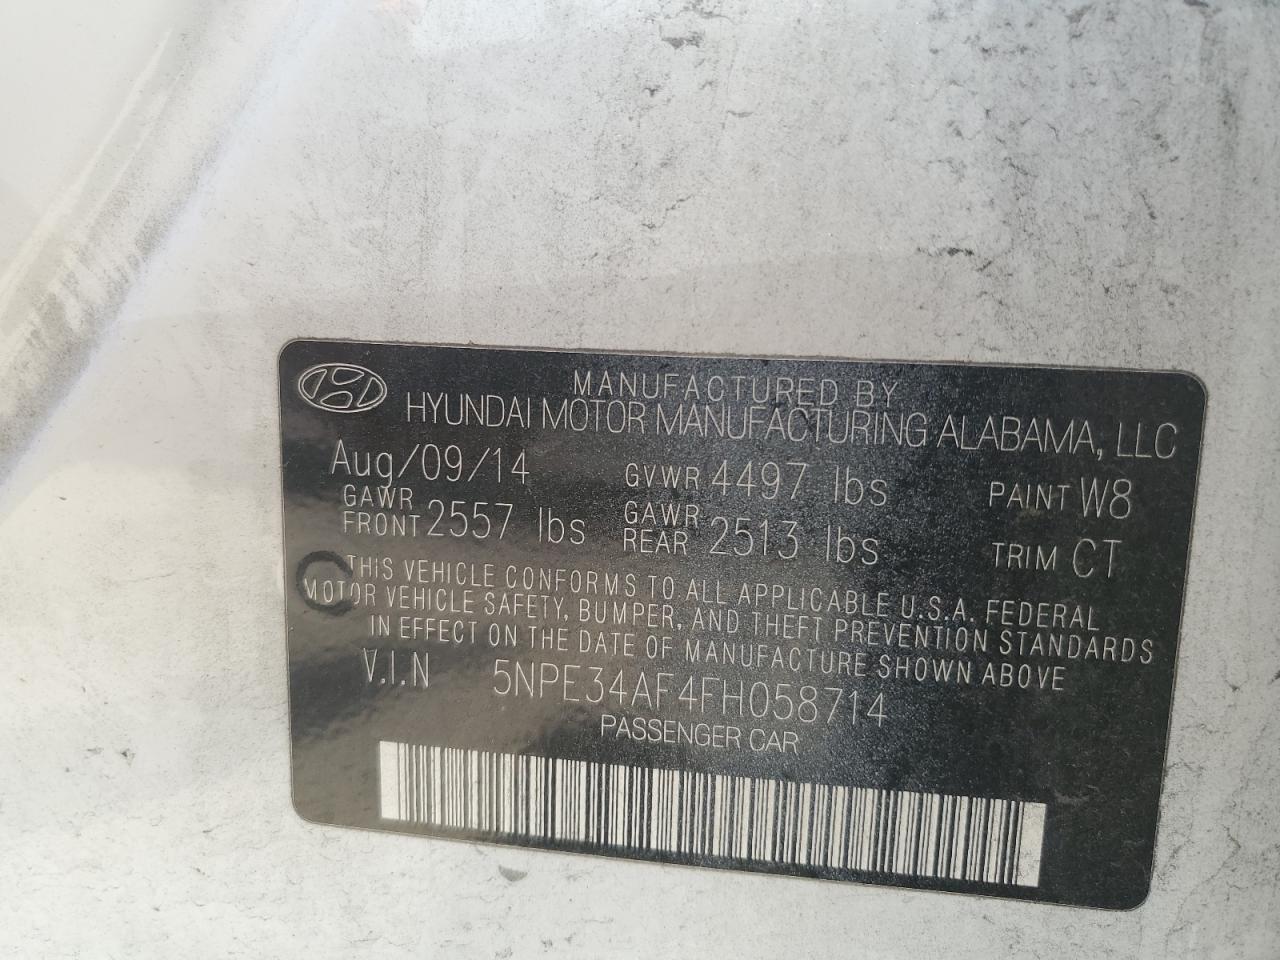 MANUFACTURED BY
HYUNDAI MOTOR MANUFACTURING ALABAMA, LLC
Aug/09/14 GVWR 4497 lbs PAINT W8
GAWR FRONT 2557 lbs GAWR REAR 2513 lbs TRIM CT
THIS VEHICLE CONFORMS TO ALL APPLICABLE U.S.A. FEDERAL
MOTOR VEHICLE SAFETY, BUMPER, AND THEFT PREVENTION STANDARDS
IN EFFECT ON THE DATE OF MANUFACTURE SHOWN ABOVE
V.I.N 5NPE34AF4FH058714
PASSENGER CAR